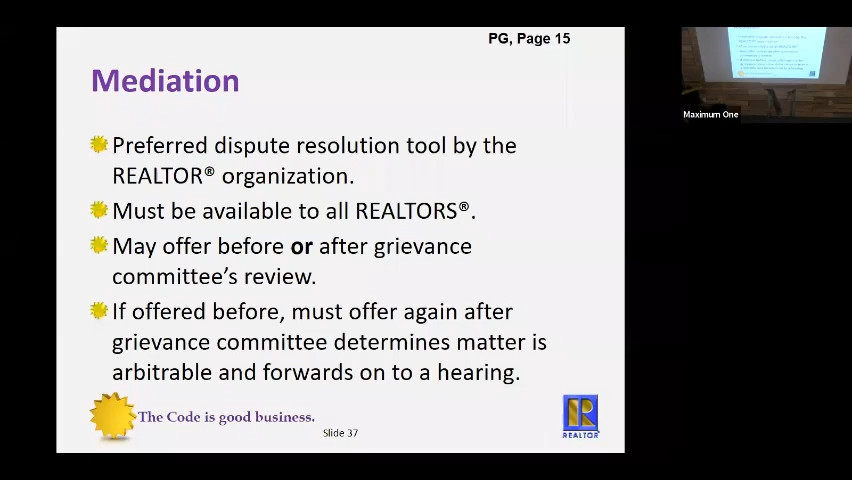 PG, Page 15
Mediation
Preferred dispute resolution tool by the
REALTOR® organization.
Must be available to all REALTORS®.
May offer before or after grievance
committee's review.
If offered before, must offer again after
grievance committee determines matter is
arbitrable and forwards on to a hearing.
The Code is good business.
Slide 37
REALTOR®
Maximum One